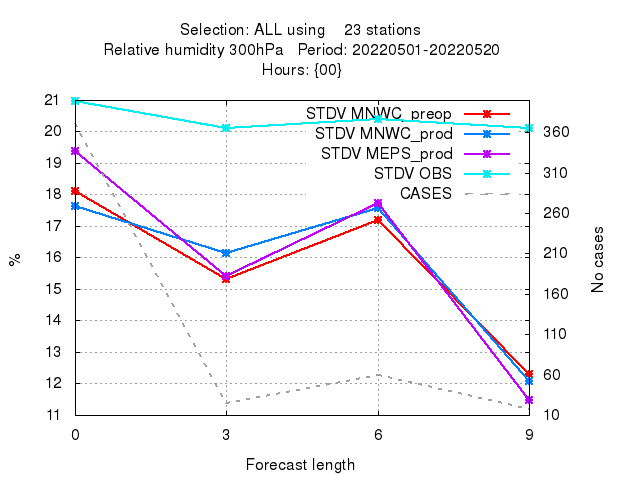 Selection: ALL using    23 stations
Relative humidity 300hPa   Period: 20220501-20220520
Hours: {00}
STDV MNWC_preop
STDV MNWC_prod
STDV MEPS_prod
STDV OBS
CASES
21
20
19
18
17
16
15
14
13
12
11
%
360
310
260
210
160
110
60
10
No cases
0 3 6 9
Forecast length